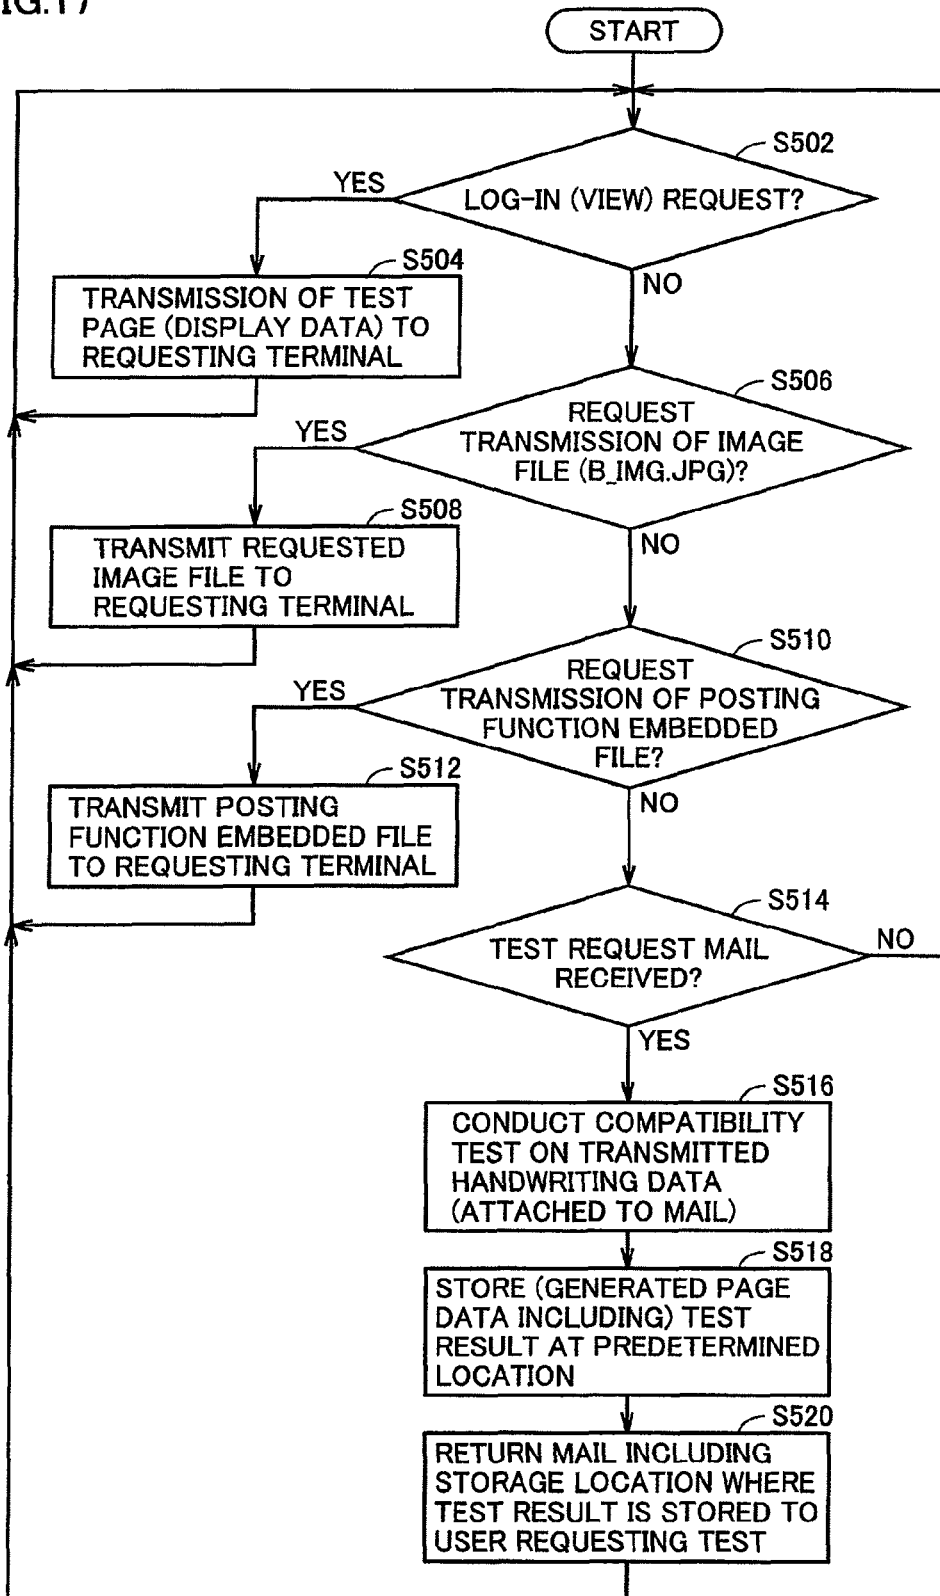 IG.17
START
S502
LOG-IN (VIEW) REQUEST?
YES
NO
S504
TRANSMISSION OF TEST
PAGE (DISPLAY DATA) TO
REQUESTING TERMINAL
S506
REQUEST
TRANSMISSION OF IMAGE
FILE (B_IMG.JPG)?
YES
NO
S508
TRANSMIT REQUESTED
IMAGE FILE TO
REQUESTING TERMINAL
S510
REQUEST
TRANSMISSION OF POSTING
FUNCTION EMBEDDED
FILE?
YES
NO
S512
TRANSMIT POSTING
FUNCTION EMBEDDED FILE
TO REQUESTING TERMINAL
S514
TEST REQUEST MAIL
RECEIVED?
NO
YES
S516
CONDUCT COMPATIBILITY
TEST ON TRANSMITTED
HANDWRITING DATA
(ATTACHED TO MAIL)
S518
STORE (GENERATED PAGE
DATA INCLUDING) TEST
RESULT AT PREDETERMINED
LOCATION
S520
RETURN MAIL INCLUDING
STORAGE LOCATION WHERE
TEST RESULT IS STORED TO
USER REQUESTING TEST